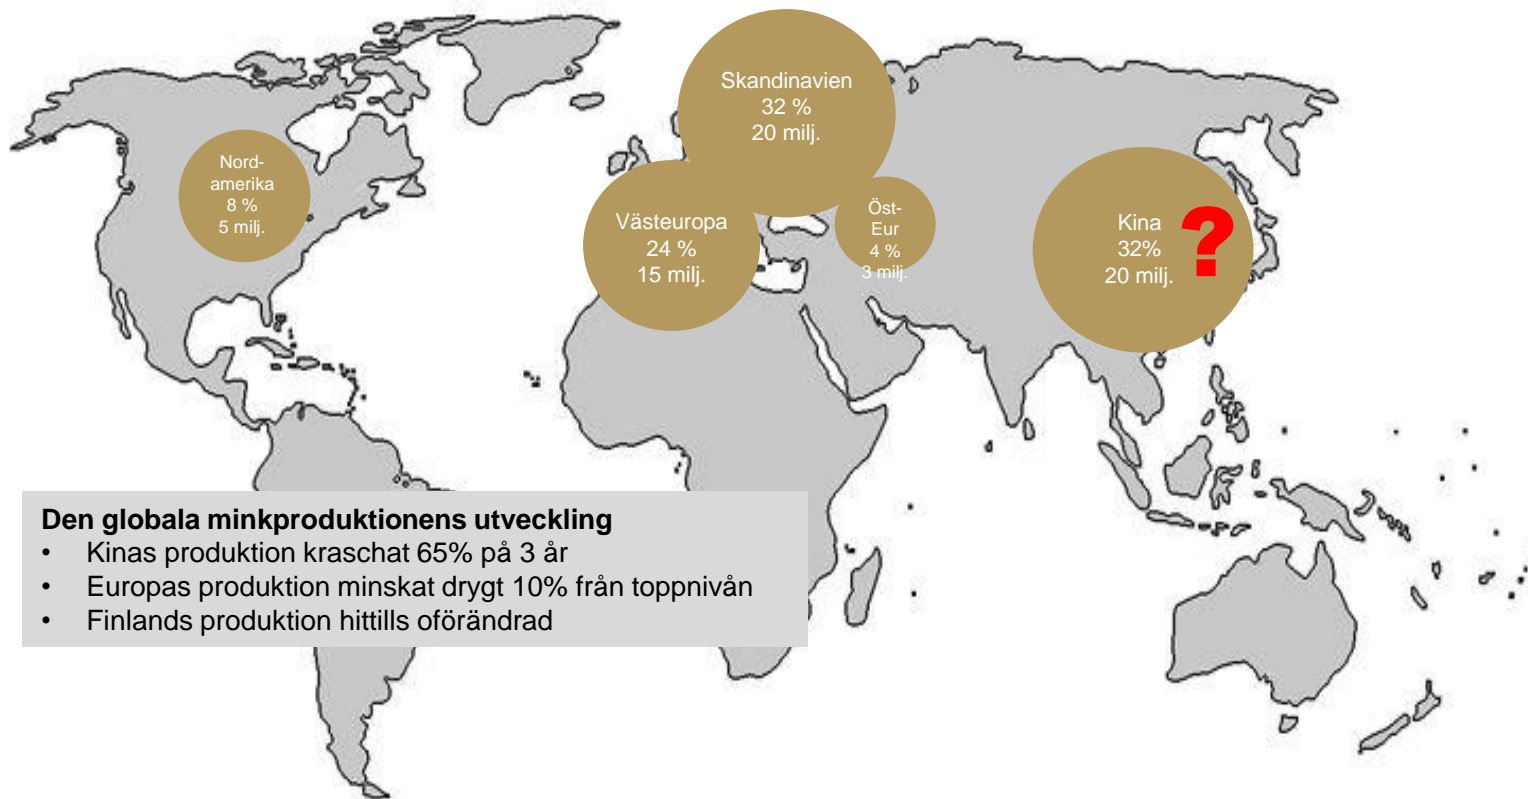 Skandinavien
32 %
20 milj.
Nord-
amerika
8 %
5 milj.
Västeuropa
24 %
15 milj.
Öst-
Eur
4 %
3 milj.
Kina
32%
20 milj.
?
Den globala minkproduktionens utveckling
• Kinas produktion kraschat 65% på 3 år
• Europas produktion minskat drygt 10% från toppnivån
• Finlands produktion hittills oförändrad